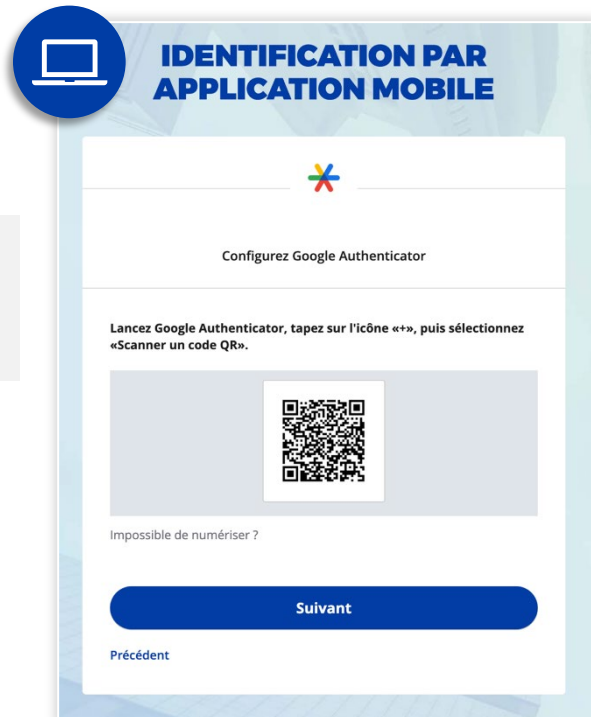 IDENTIFICATION PAR
APPLICATION MOBILE
Configurez Google Authenticator
Lancez Google Authenticator, tapez sur l'icône «+», puis sélectionnez
«Scanner un code QR».
Impossible de numériser ?
Suivant
Précédent